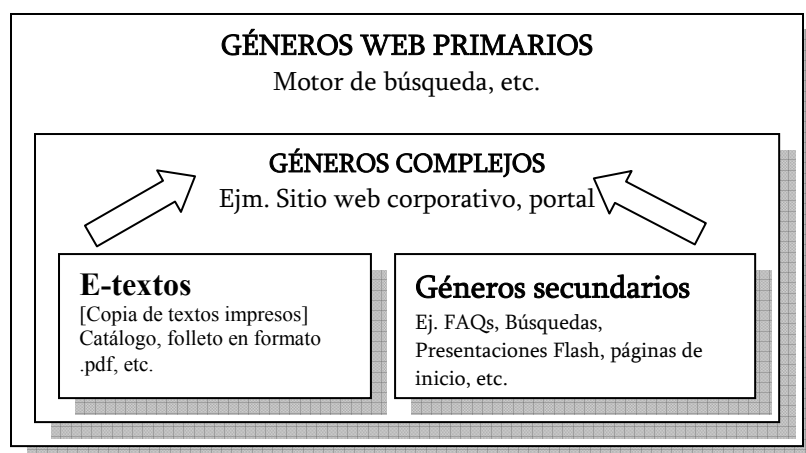 GÉNEROS WEB PRIMARIOS
Motor de búsqueda, etc.
GÉNEROS COMPLEJOS
Ejm. Sitio web corporativo, portal
E-textos
[Copia de textos impresos]
Catálogo, folleto en formato
.pdf, etc.
Géneros secundarios
Ej. FAQs, Búsquedas,
Presentaciones Flash, páginas de
inicio, etc.